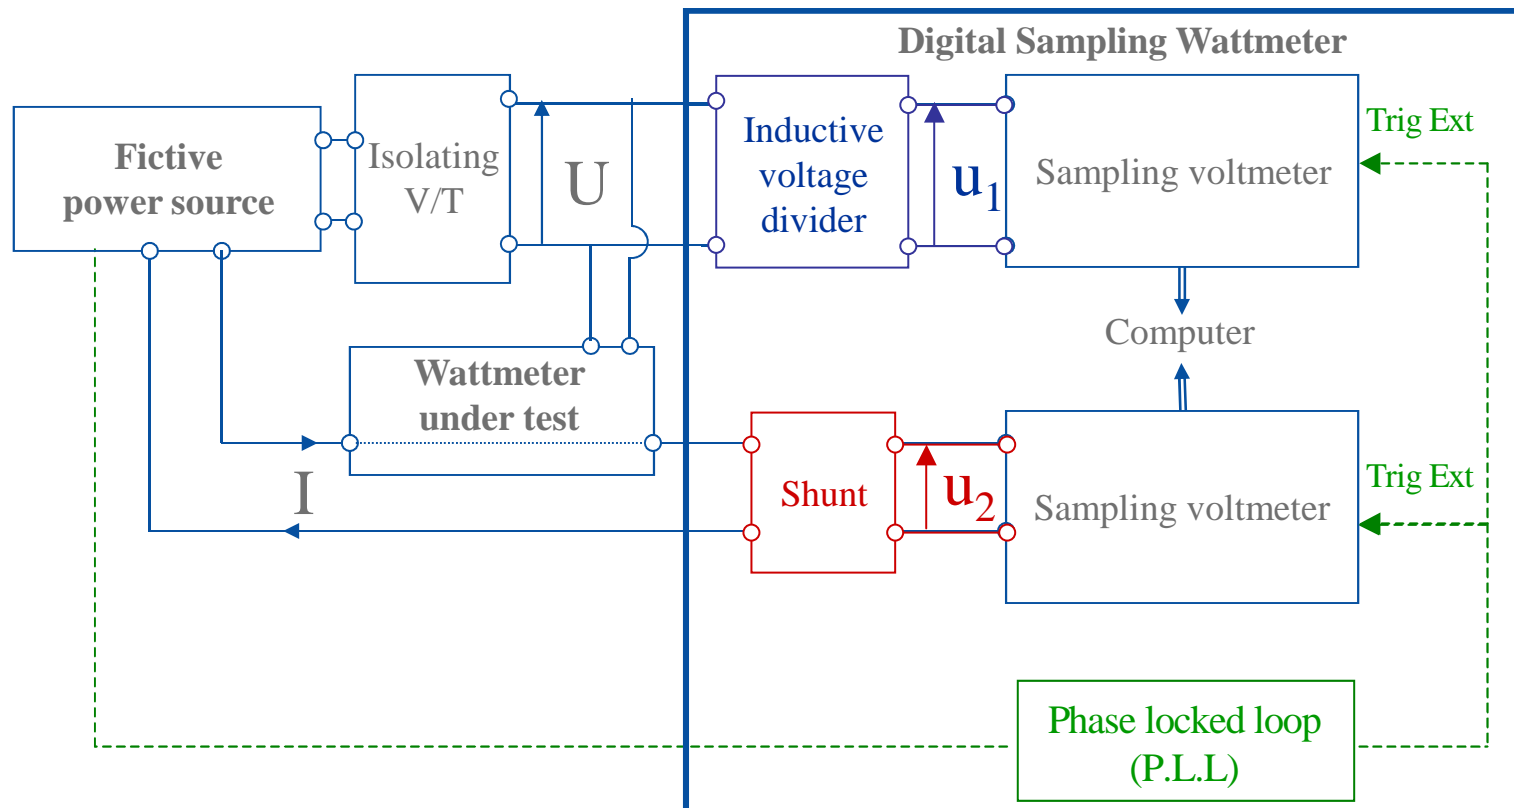 Digital Sampling Wattmeter
Fictive
power source
Isolating
V/T
U
Inductive
voltage
divider
u1
Sampling voltmeter
Trig Ext
Computer
Wattmeter
under test
I
Shunt
u2
Sampling voltmeter
Trig Ext
Phase locked loop
(P.L.L)